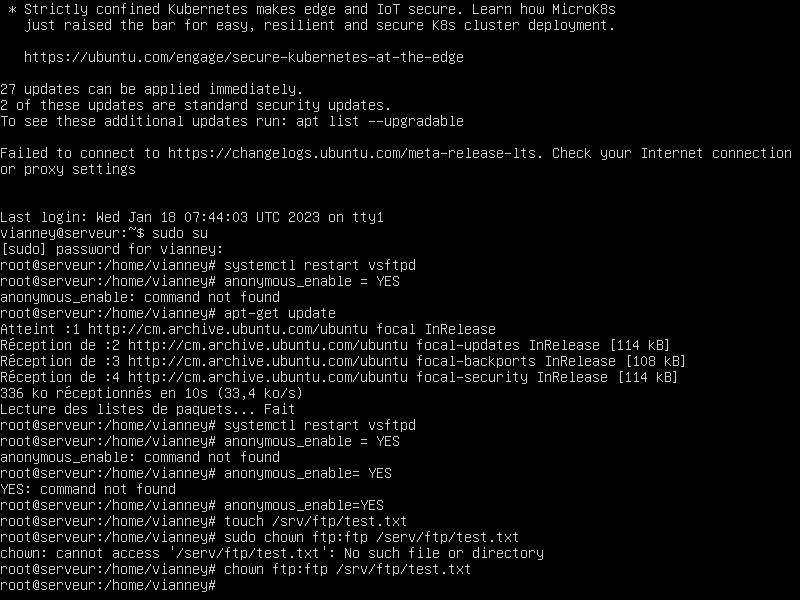 * Strictly confined Kubernetes makes edge and IoT secure. Learn how MicroK8s
just raised the bar for easy, resilient and secure K8s cluster deployment.
https://ubuntu.com/engage/secure-kubernetes-at-the-edge
27 updates can be applied immediately.
2 of these updates are standard security updates.
To see these additional updates run: apt list --upgradable
Failed to connect to https://changelogs.ubuntu.com/meta-release-lts. Check your Internet connection
or proxy settings
Last login: Wed Jan 18 07:44:03 UTC 2023 on tty1
vianney@serveur:~$ sudo su
[sudo] password for vianney:
root@serveur:/home/vianney# systemctl restart vsftpd
root@serveur:/home/vianney# anonymous_enable = YES
anonymous_enable: command not found
root@serveur:/home/vianney# apt-get update
Atteint :1 http://cm.archive.ubuntu.com/ubuntu focal InRelease
Réception de :2 http://cm.archive.ubuntu.com/ubuntu focal-updates InRelease [114 kB]
Réception de :3 http://cm.archive.ubuntu.com/ubuntu focal-backports InRelease [108 kB]
Réception de :4 http://cm.archive.ubuntu.com/ubuntu focal-security InRelease [114 kB]
336 ko réceptionnés en 10s (33,4 ko/s)
Lecture des listes de paquets... Fait
root@serveur:/home/vianney# systemctl restart vsftpd
root@serveur:/home/vianney# anonymous_enable = YES
anonymous_enable: command not found
root@serveur:/home/vianney# anonymous_enable= YES
YES: command not found
root@serveur:/home/vianney# anonymous_enable=YES
root@serveur:/home/vianney# touch /srv/ftp/test.txt
root@serveur:/home/vianney# sudo chown ftp:ftp /serv/ftp/test.txt
chown: cannot access '/serv/ftp/test.txt': No such file or directory
root@serveur:/home/vianney# chown ftp:ftp /srv/ftp/test.txt
root@serveur:/home/vianney#